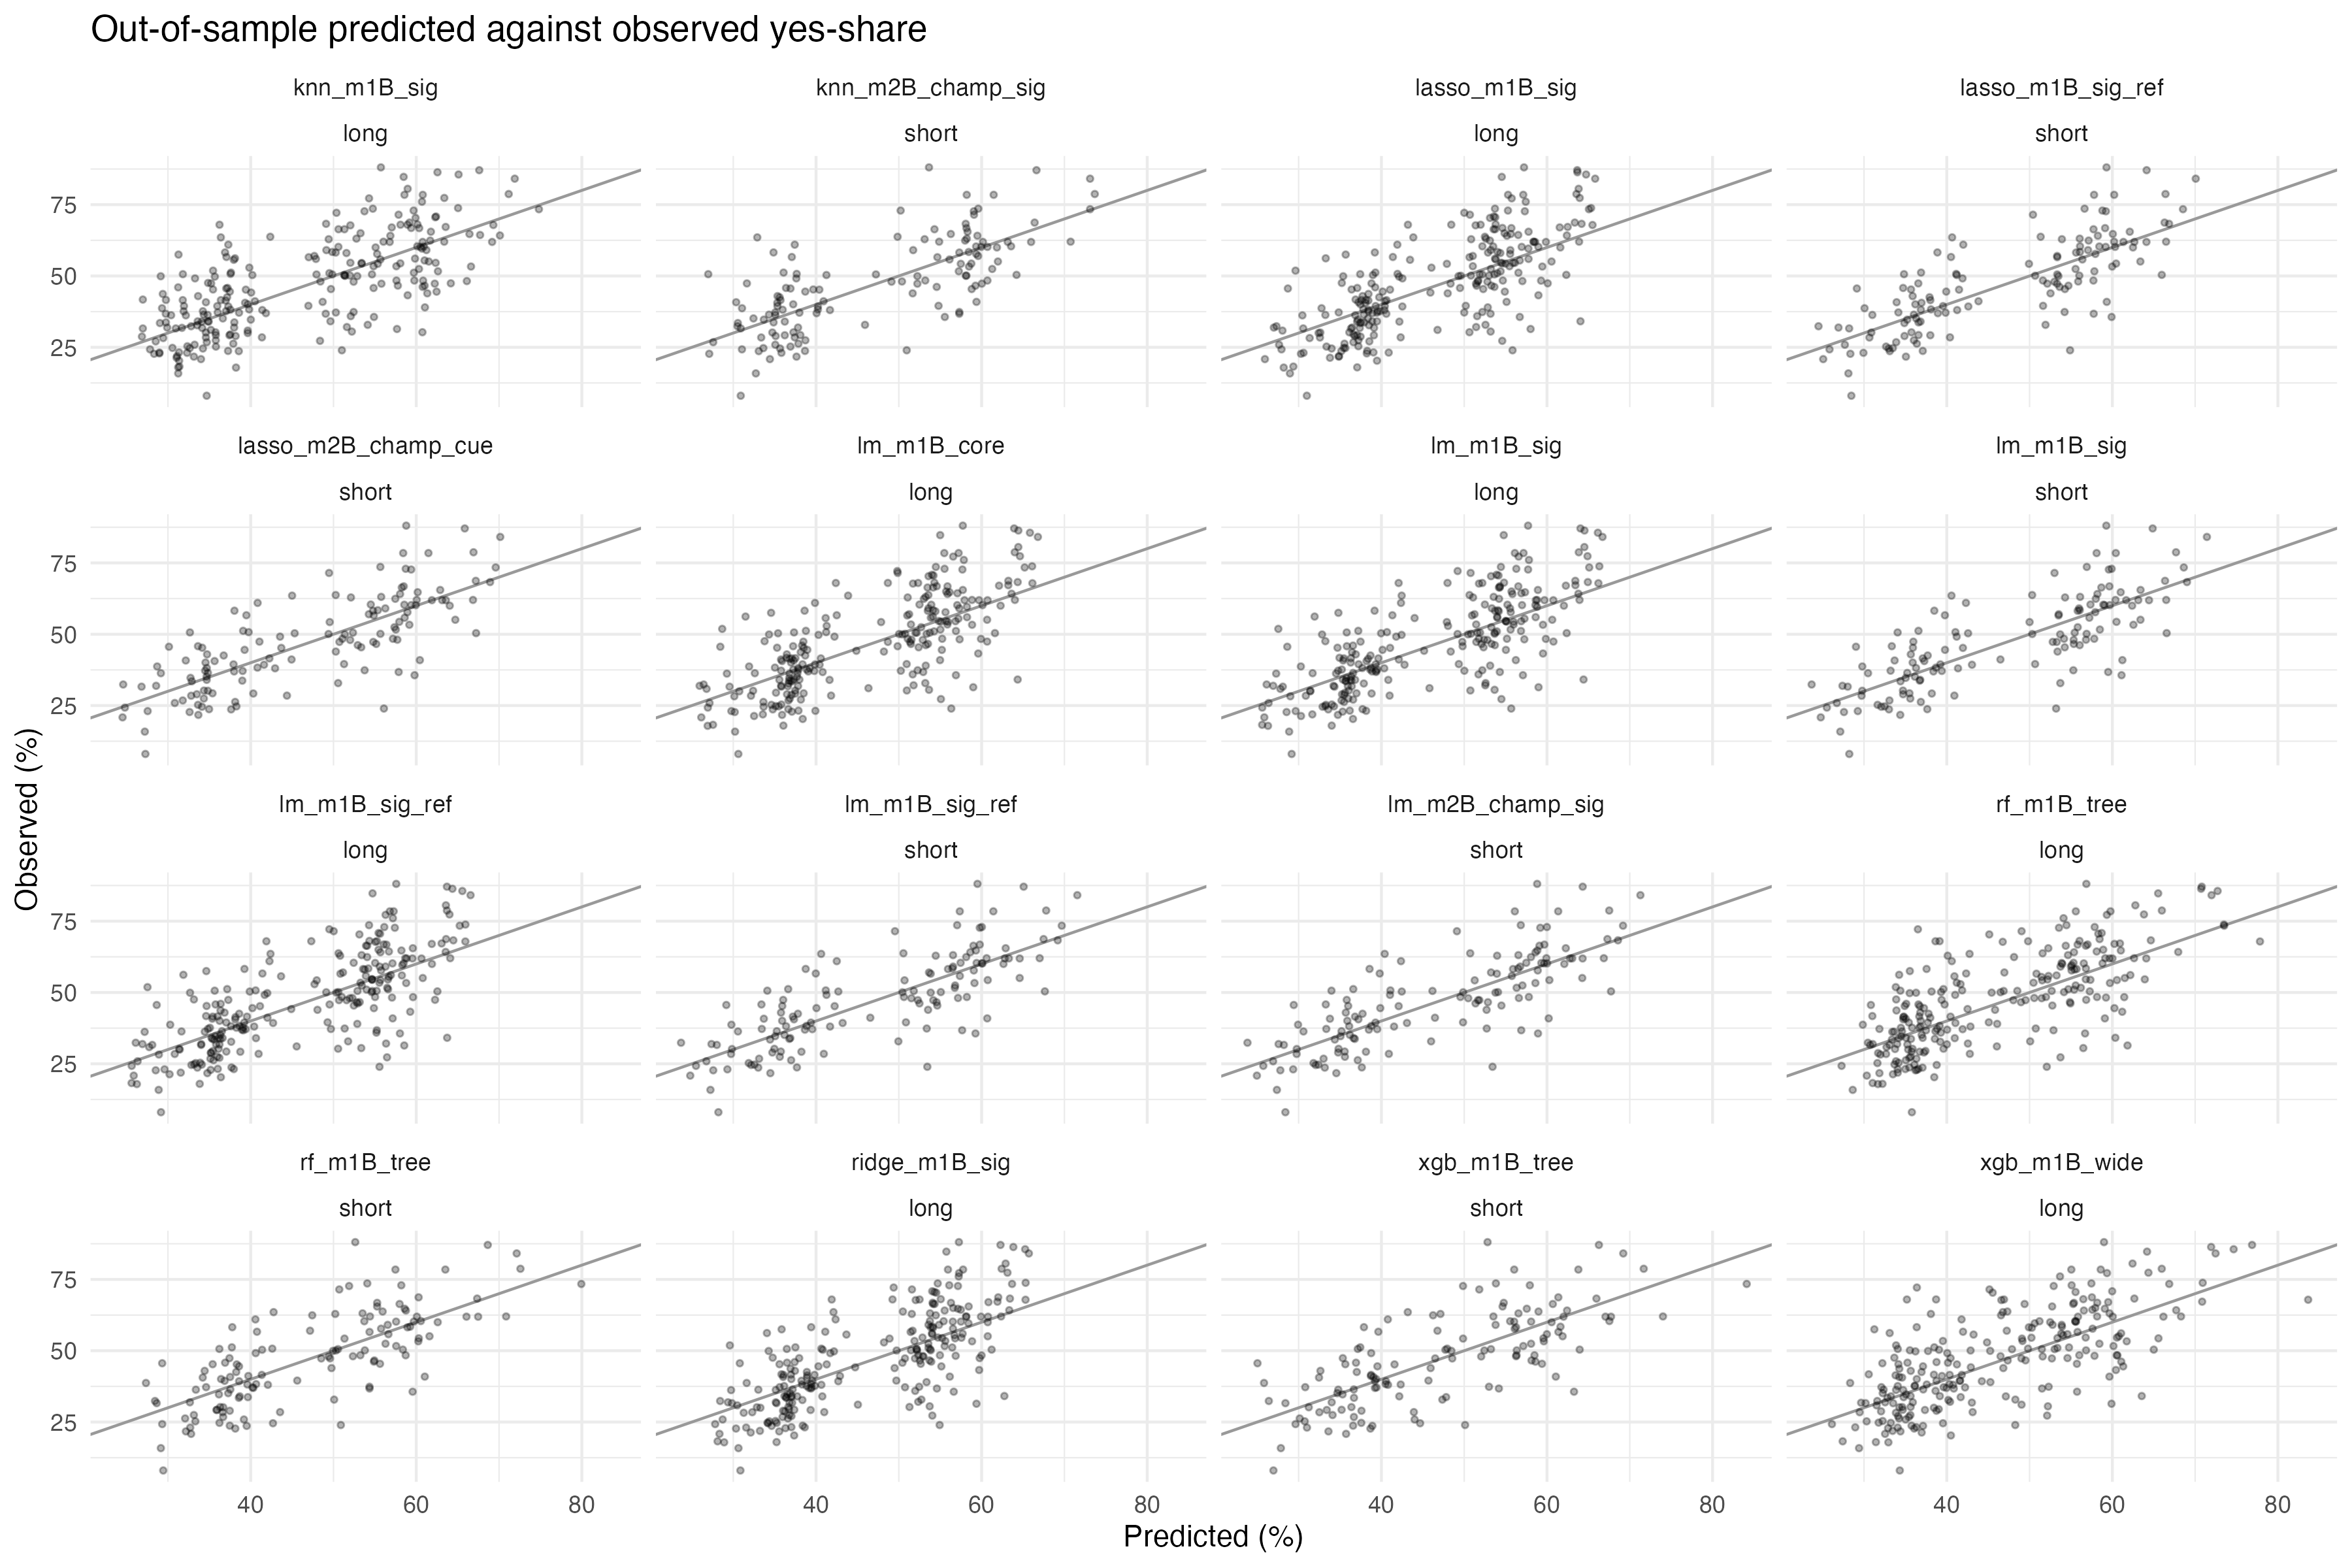 Out-of-sample predicted against observed yes-share
knn_m1B_sig
long
knn_m2B_champ_sig
short
lasso_m1B_sig
long
lasso_m1B_sig_ref
short
75
50
25
lasso_m2B_champ_cue
short
lm_m1B_core
long
lm_m1B_sig
long
lm_m1B_sig
short
75
50
25
Observed (%)
lm_m1B_sig_ref
long
lm_m1B_sig_ref
short
lm_m2B_champ_sig
short
rf_m1B_tree
long
75
50
25
rf_m1B_tree
short
ridge_m1B_sig
long
xgb_m1B_tree
short
xgb_m1B_wide
long
75
50
25
40 60 80 40 60 80 40 60 80 40 60 80
Predicted (%)